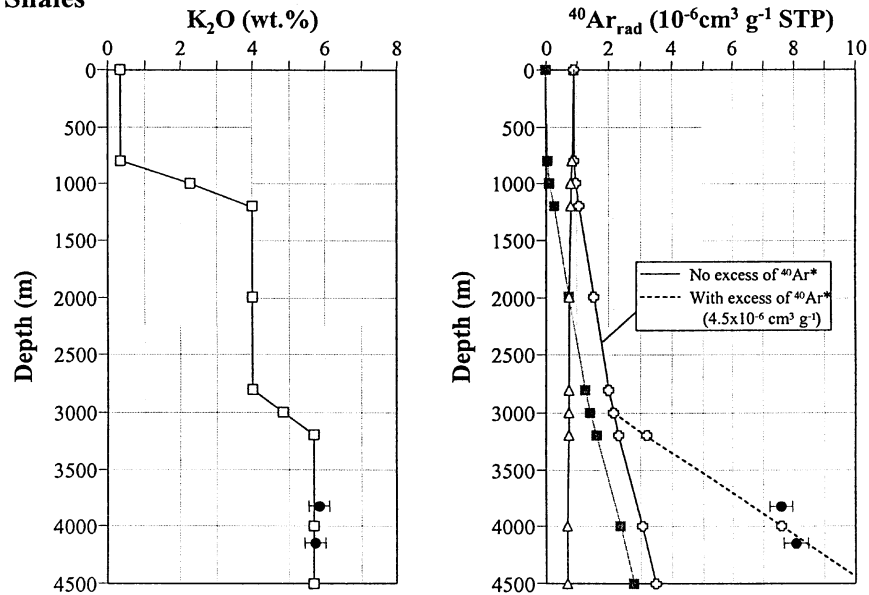 Shales
K₂O (wt.%)
0 2 4 6 8
0
500
1000
1500
2000
2500
3000
3500
4000
4500
Depth (m)
⁴⁰Ar_rad (10⁻⁶cm³ g⁻¹ STP)
0 2 4 6 8 10
0
500
1000
1500
2000
2500
3000
3500
4000
4500
Depth (m)
No excess of ⁴⁰Ar*
With excess of ⁴⁰Ar*
(4.5x10⁻⁶ cm³ g⁻¹)